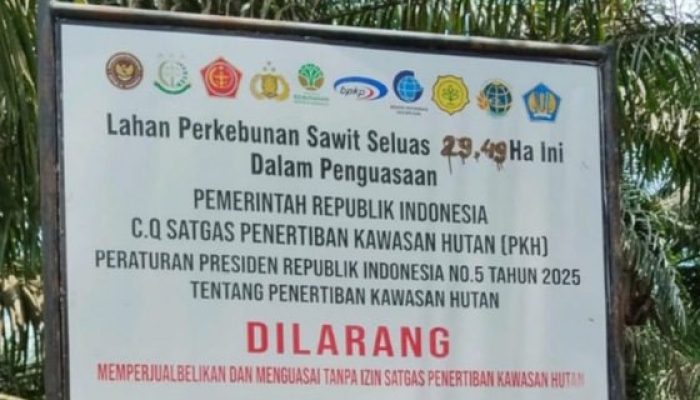 bpkp
Lahan Perkebunan Sawit Seluas 29,49 Ha Ini
Dalam Penguasaan
PEMERINTAH REPUBLIK INDONESIA
C.Q SATGAS PENERTIBAN KAWASAN HUTAN (PKH)
PERATURAN PRESIDEN REPUBLIK INDONESIA NO.5 TAHUN 2025
TENTANG PENERTIBAN KAWASAN HUTAN
DILARANG
MEMPERJUALBELIKAN DAN MENGUASAI TANPA IZIN SATGAS PENERTIBAN KAWASAN HUTAN